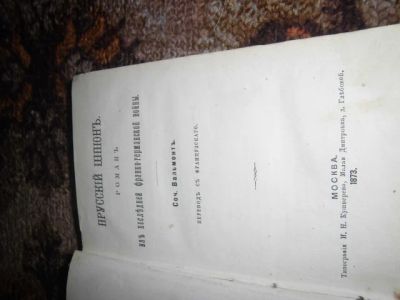 ПРУССКІЙ ШПІОНЪ.
РОМАНЪ
ИЗЪ ПОСЛѢДНЕЙ ФРАНКО-ГЕРМАНСКОЙ ВОЙНЫ.
Соч. Вальмонт.
ПЕРЕВОДЪ СЪ ФРАНЦУЗСКАГО.
МОСКВА.
1873.
Типографія И. Н. Кушнерева, Малая Дмитровка, д. Глѣбовой.